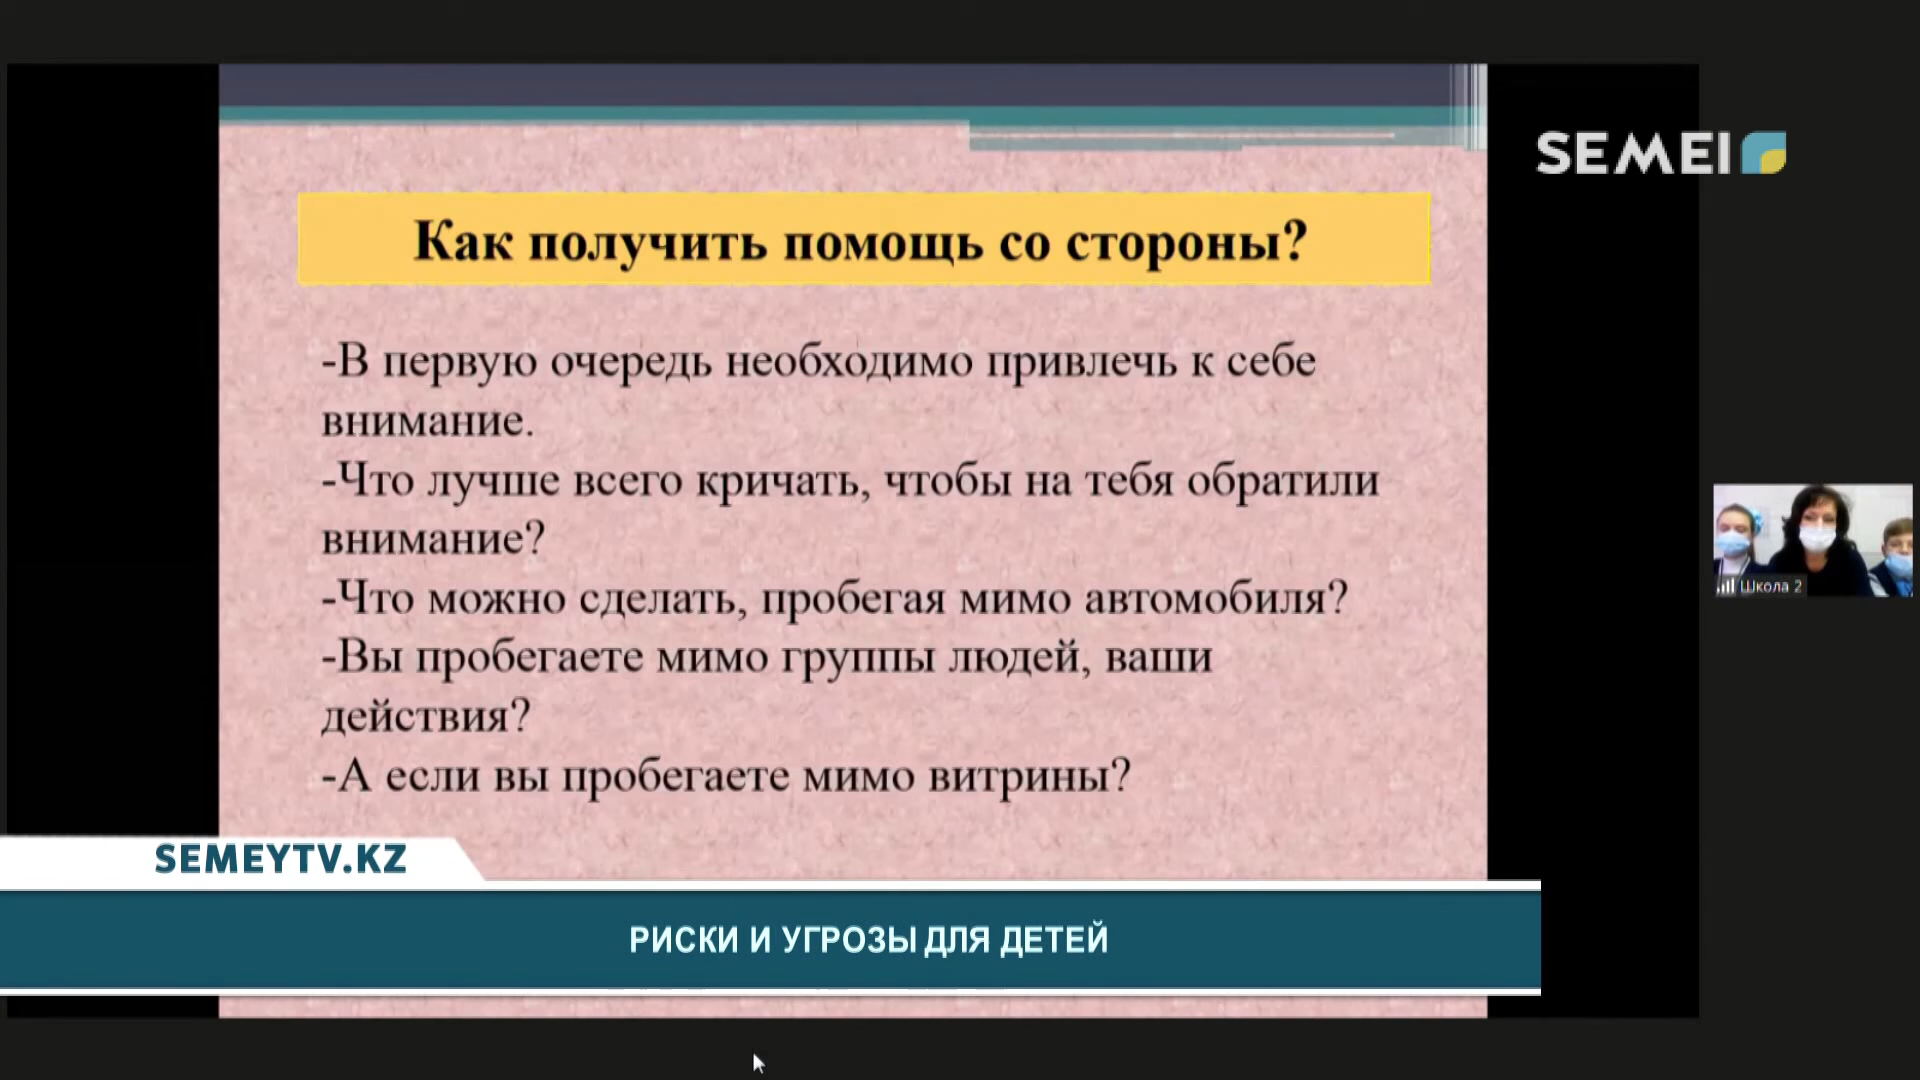 SEMEI
Как получить помощь со стороны?
-В первую очередь необходимо привлечь к себе
внимание.
-Что лучше всего кричать, чтобы на тебя обратили
внимание?
-Что можно сделать, пробегая мимо автомобиля?
-Вы пробегаете мимо группы людей, ваши
действия?
-А если вы пробегаете мимо витрины?
Школа 2
SEMEYTV.KZ
РИСКИ И УГРОЗЫ ДЛЯ ДЕТЕЙ